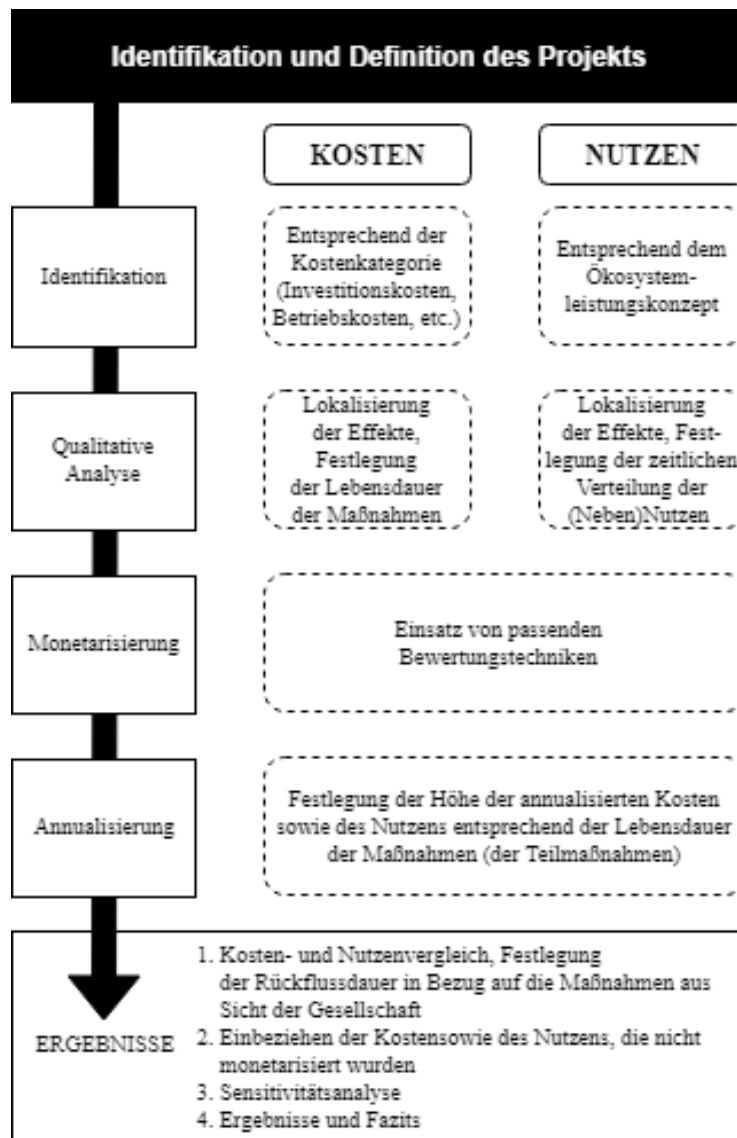 Identifikation und Definition des Projekts
KOSTEN
NUTZEN
Identifikation
Entsprechend der
Kostenkategorie
(Investitionskosten,
Betriebskosten, etc.)
Entsprechend dem
Ökosystem-
leistungskonzept
Qualitative
Analyse
Lokalisierung
der Effekte,
Festlegung
der Lebensdauer
der Maßnahmen
Lokalisierung
der Effekte, Fest-
legung der zeitlichen
Verteilung der
(Neben)Nutzen
Monetarisierung
Einsatz von passenden
Bewertungstechniken
Annualisierung
Festlegung der Höhe der annualisierten Kosten
sowie des Nutzens entsprechend der Lebensdauer
der Maßnahmen (der Teilmaßnahmen)
ERGEBNISSE
1. Kosten- und Nutzenvergleich, Festlegung
der Rückflussdauer in Bezug auf die Maßnahmen aus
Sicht der Gesellschaft
2. Einbeziehen der Kostensowie des Nutzens, die nicht
monetarisiert wurden
3. Sensitivitätsanalyse
4. Ergebnisse und Fazits